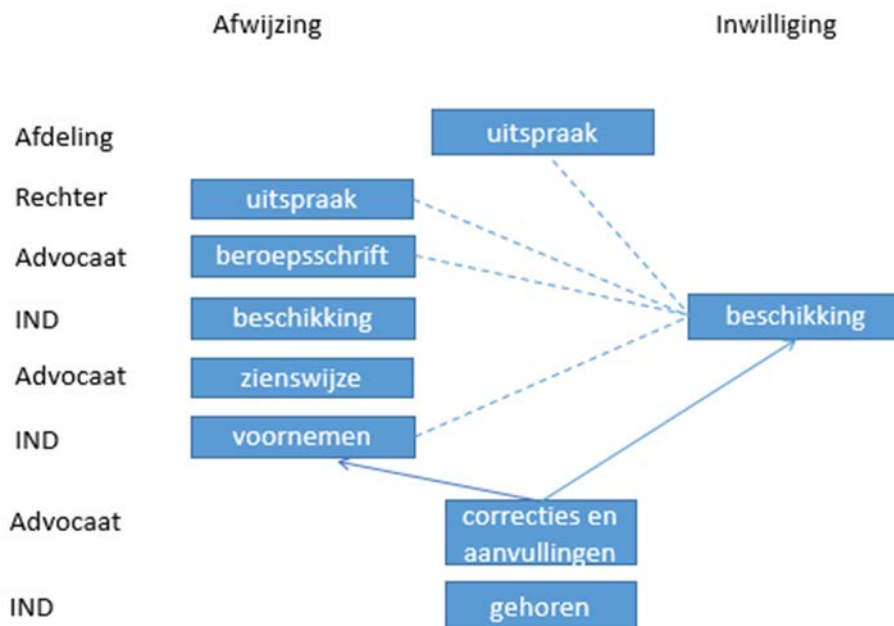 Afwijzing Inwilliging
Afdeling uitspraak
Rechter uitspraak
Advocaat beroepsschrift
IND beschikking beschikking
Advocaat zienswijze
IND voornemen
Advocaat correcties en
aanvullingen
IND gehoren